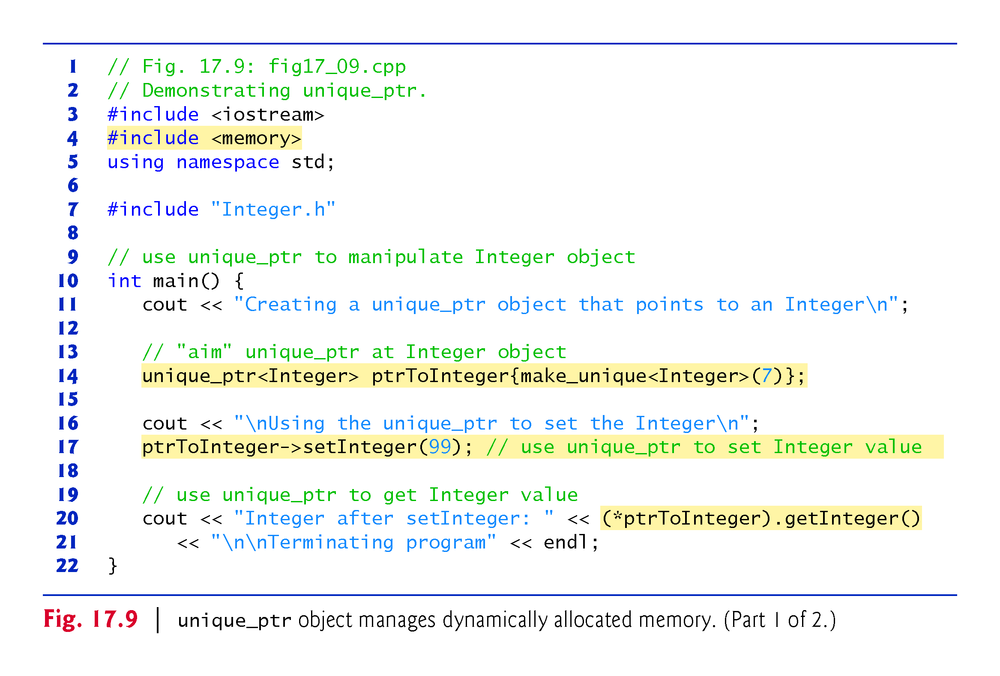 1 // Fig. 17.9: fig17_09.cpp
2 // Demonstrating unique_ptr.
3 #include <iostream>
4 #include <memory>
5 using namespace std;
6
7 #include "Integer.h"
8
9 // use unique_ptr to manipulate Integer object
10 int main() {
11    cout << "Creating a unique_ptr object that points to an Integer\n";
12
13    // "aim" unique_ptr at Integer object
14    unique_ptr<Integer> ptrToInteger{make_unique<Integer>(7)};
15
16    cout << "\nUsing the unique_ptr to set the Integer\n";
17    ptrToInteger->setInteger(99); // use unique_ptr to set Integer value
18
19    // use unique_ptr to get Integer value
20    cout << "Integer after setInteger: " << (*ptrToInteger).getInteger()
21       << "\n\nTerminating program" << endl;
22 }
Fig. 17.9 | unique_ptr object manages dynamically allocated memory. (Part 1 of 2.)